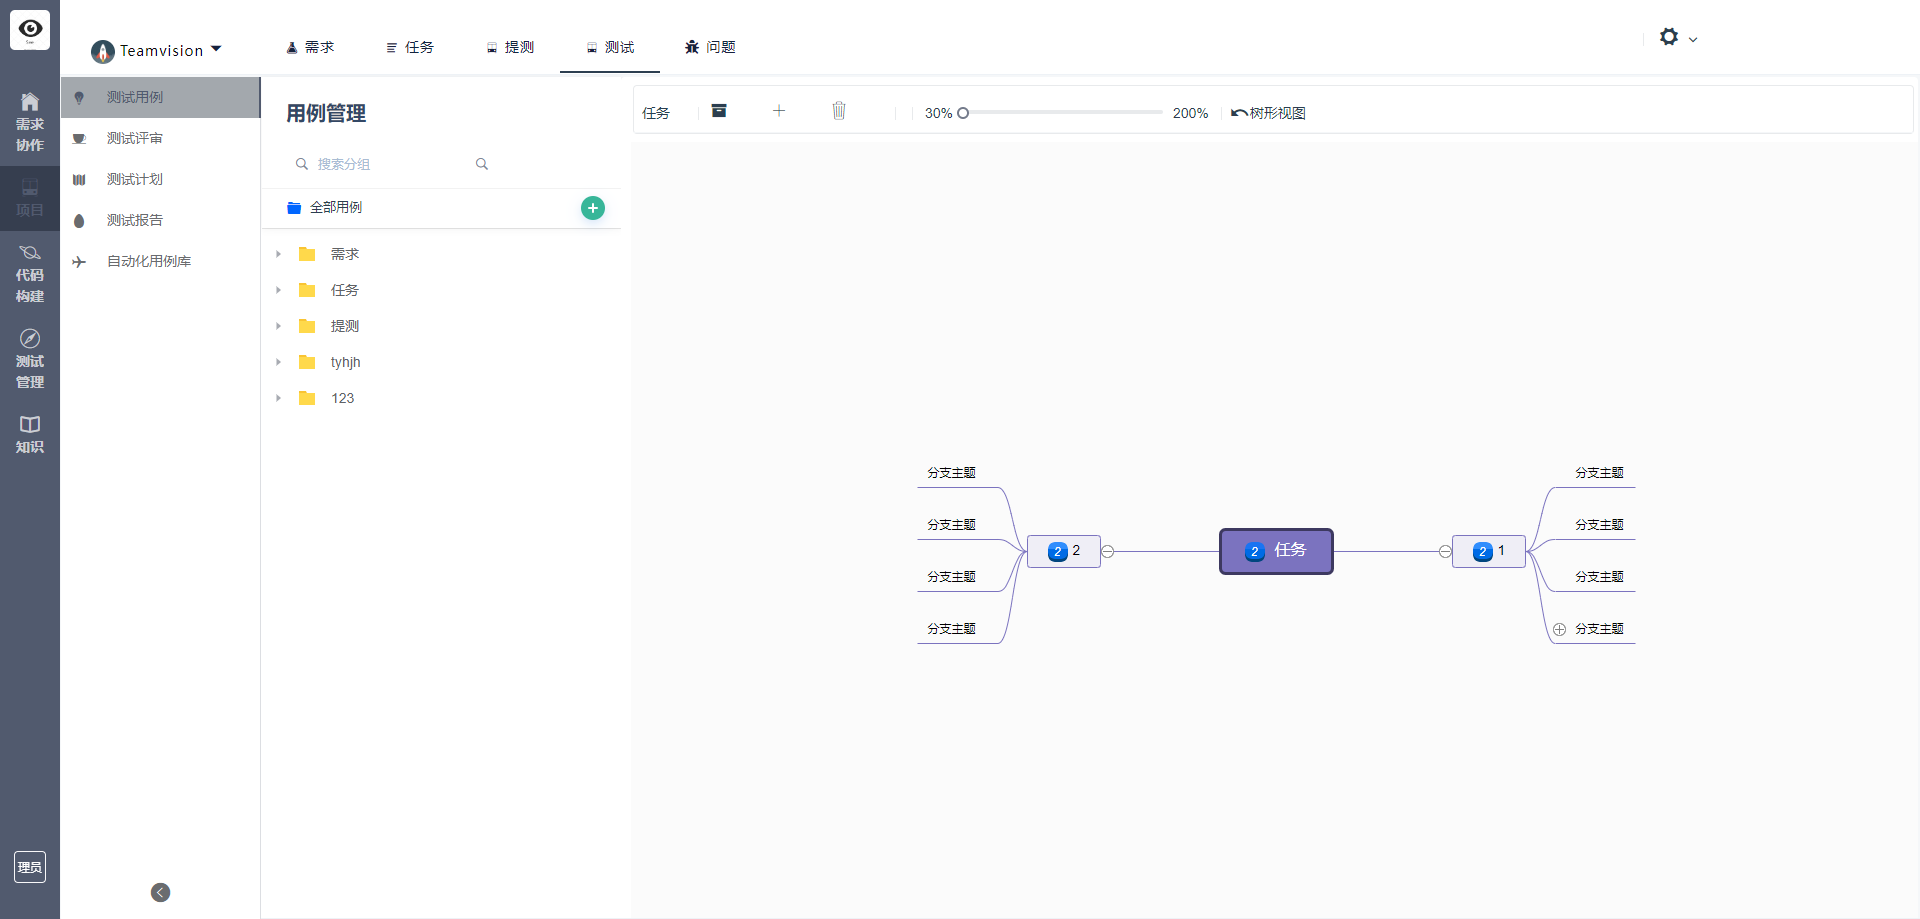 Teamvision
需求
任务
提测
测试
问题
需求
协作
项目
代码
构建
测试
管理
知识
理员
测试用例
测试评审
测试计划
测试报告
自动化用例库
用例管理
搜索分组
全部用例
需求
任务
提测
tyhjh
123
任务
30%
200%
树形视图
分支主题
分支主题
分支主题
分支主题
2 2
2 任务
2 1
分支主题
分支主题
分支主题
分支主题